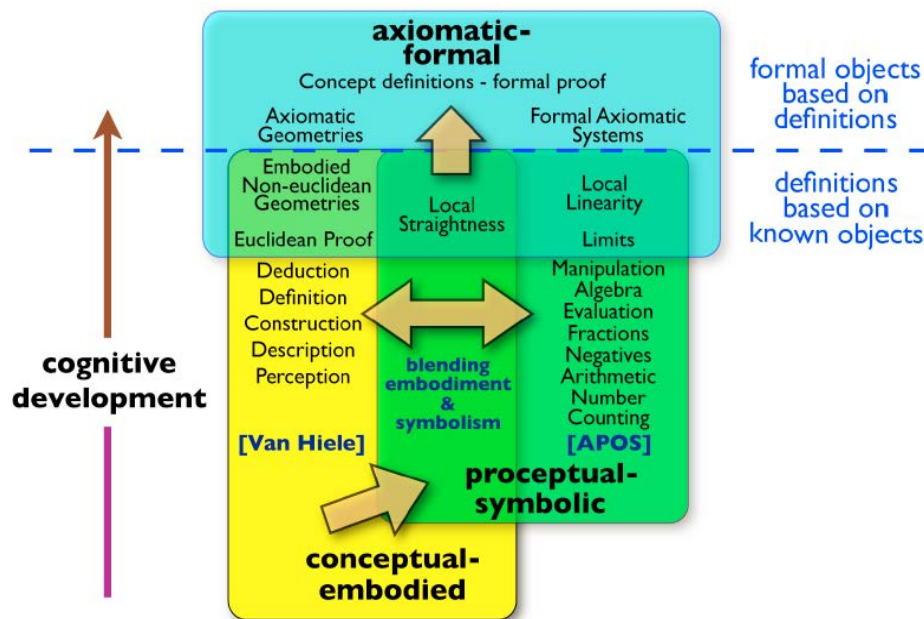 axiomatic-
formal
Concept definitions - formal proof
Axiomatic
Geometries
Formal Axiomatic
Systems
formal objects
based on
definitions
Embodied
Non-euclidean
Geometries
Euclidean Proof
Local
Straightness
Local
Linearity
Limits
definitions
based on
known objects
Deduction
Definition
Construction
Description
Perception
[Van Hiele]
blending
embodiment
&
symbolism
Manipulation
Algebra
Evaluation
Fractions
Negatives
Arithmetic
Number
Counting
[APOS]
cognitive
development
proceptual-
symbolic
conceptual-
embodied